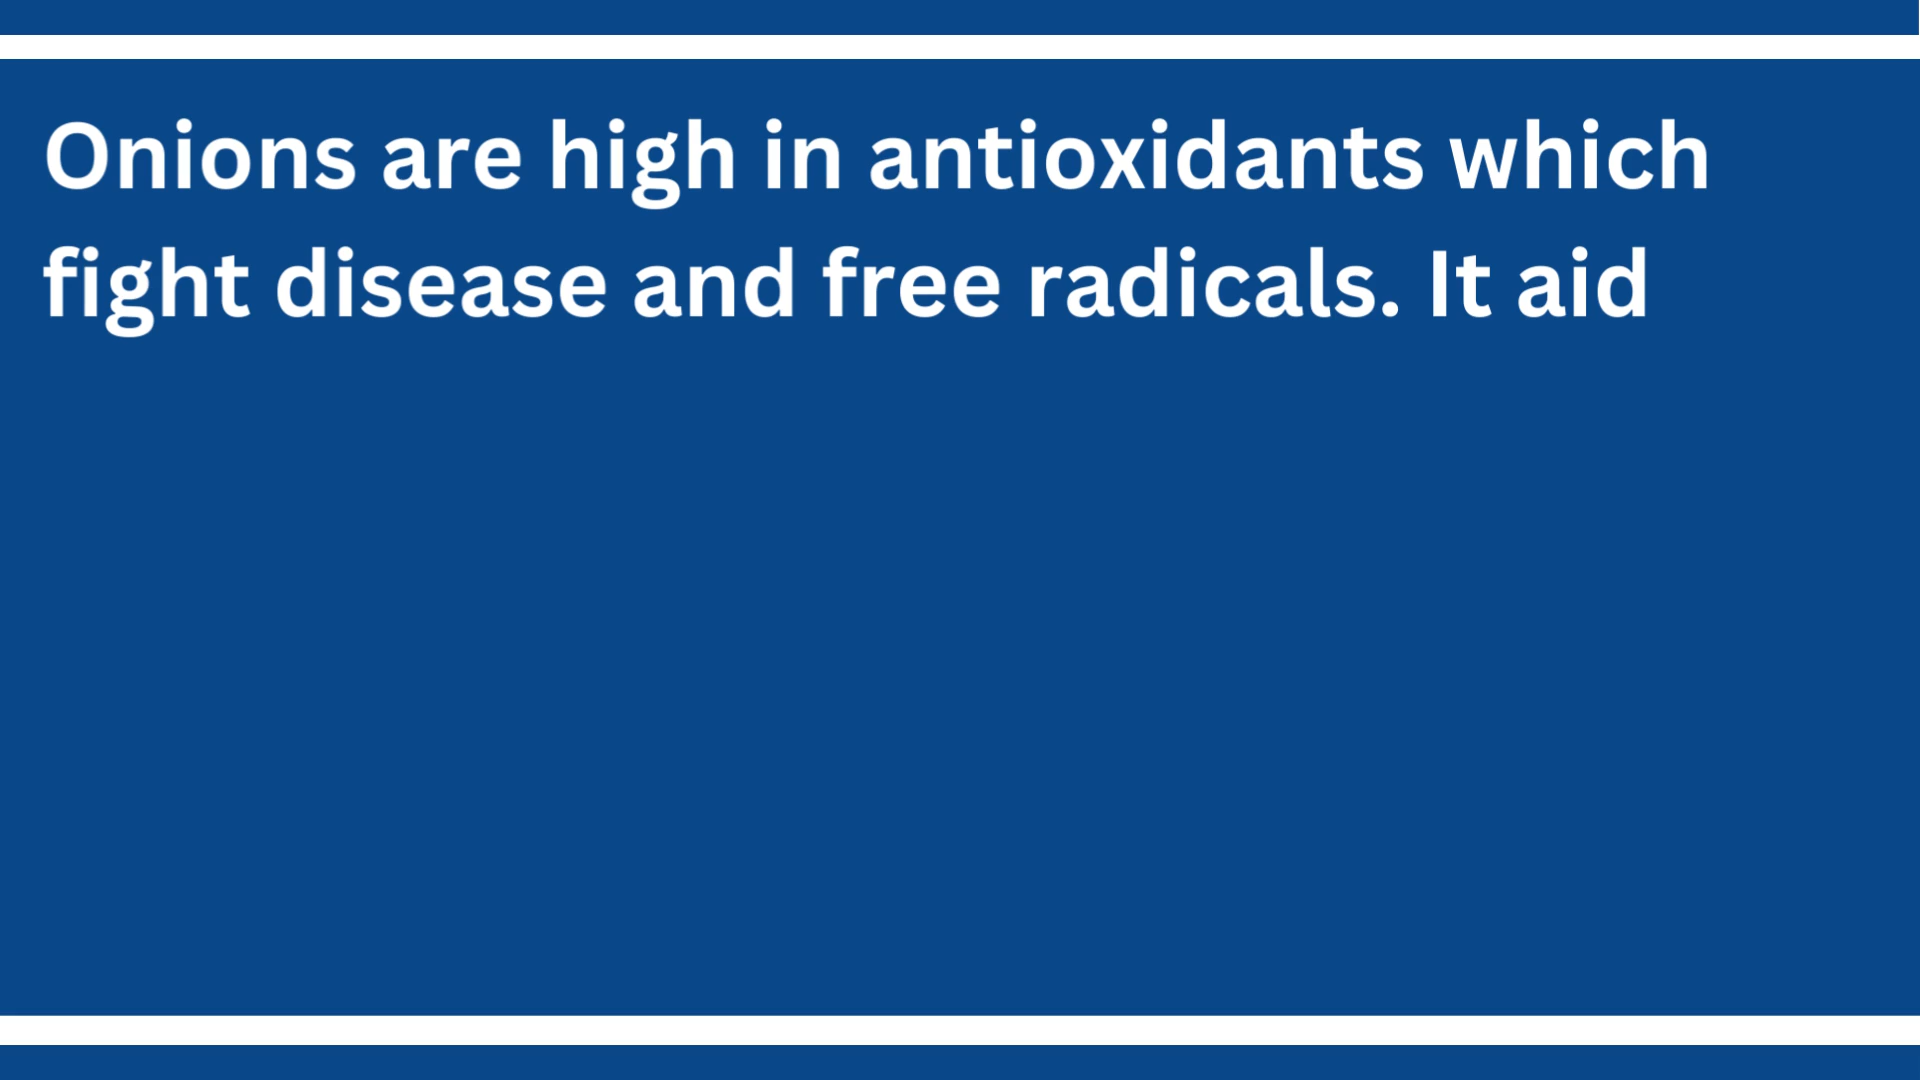 Onions are high in antioxidants which
fight disease and free radicals. It aid